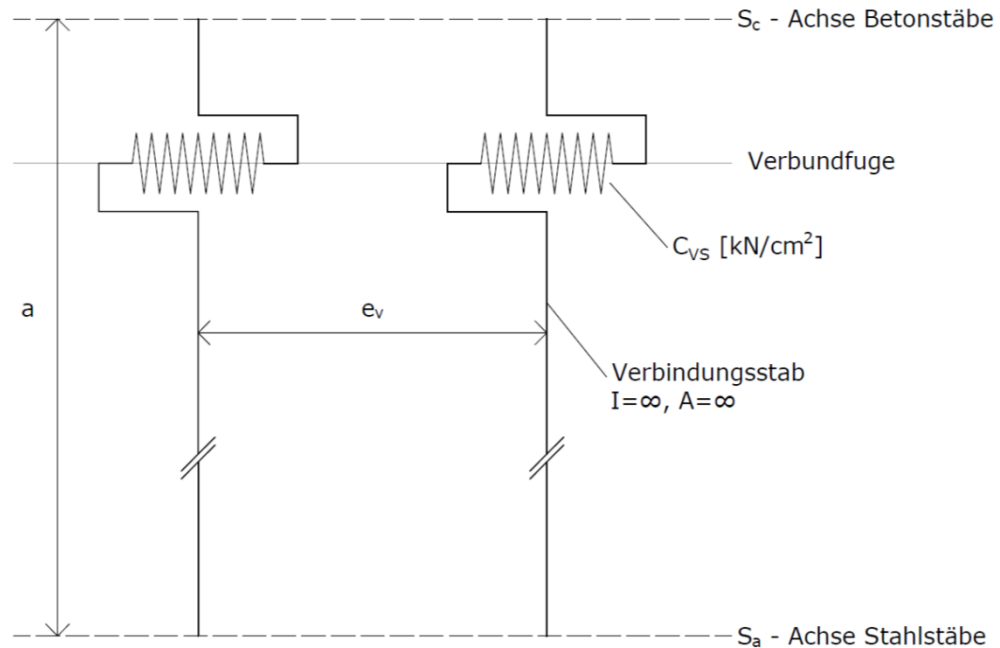 S_c - Achse Betonstäbe
Verbundfuge
C_VS [kN/cm²]
a
e_v
Verbindungsstab
I=∞, A=∞
S_a - Achse Stahlstäbe